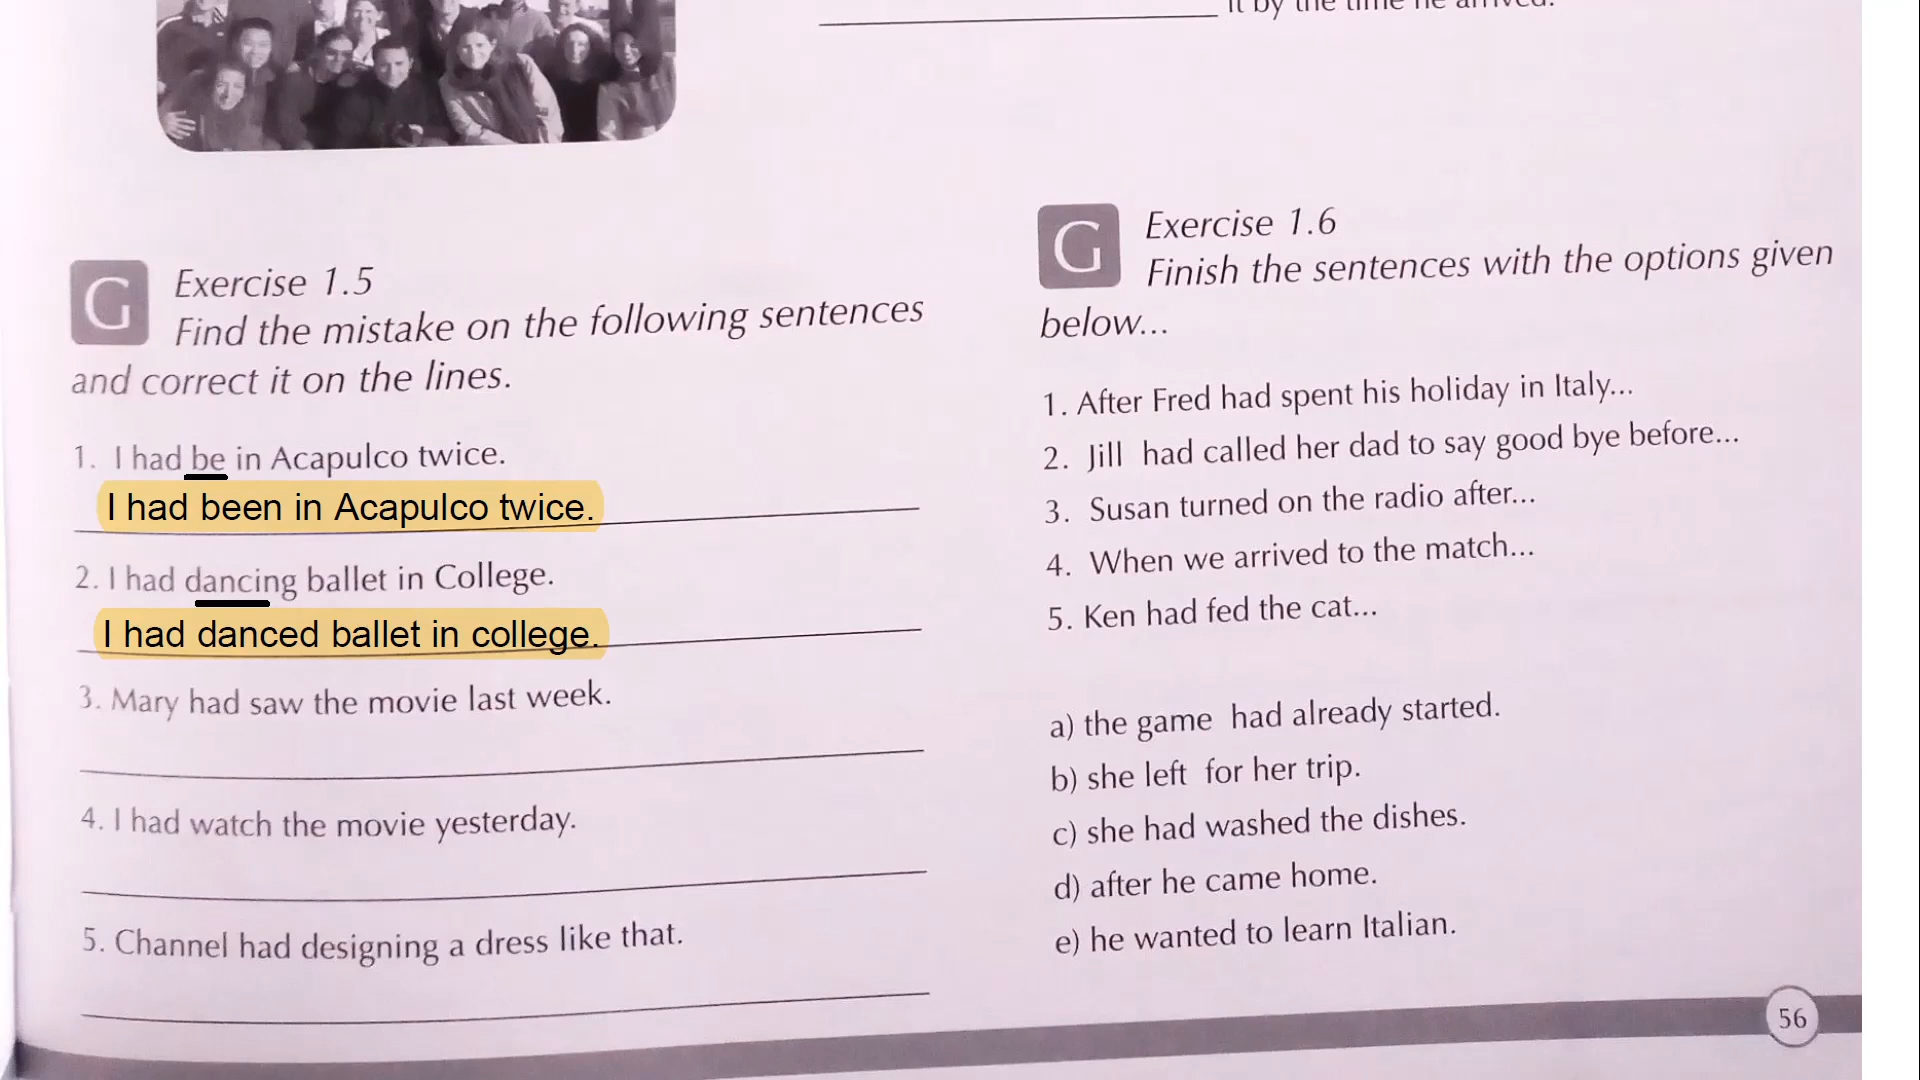 it by the time he arrived.
G
Exercise 1.5
Find the mistake on the following sentences
and correct it on the lines.
1. I had be in Acapulco twice.
I had been in Acapulco twice.
2. I had dancing ballet in College.
I had danced ballet in college.
3. Mary had saw the movie last week.
4. I had watch the movie yesterday.
5. Channel had designing a dress like that.
G
Exercise 1.6
Finish the sentences with the options given
below...
1. After Fred had spent his holiday in Italy...
2. Jill had called her dad to say good bye before...
3. Susan turned on the radio after...
4. When we arrived to the match...
5. Ken had fed the cat...
a) the game had already started.
b) she left for her trip.
c) she had washed the dishes.
d) after he came home.
e) he wanted to learn Italian.
56